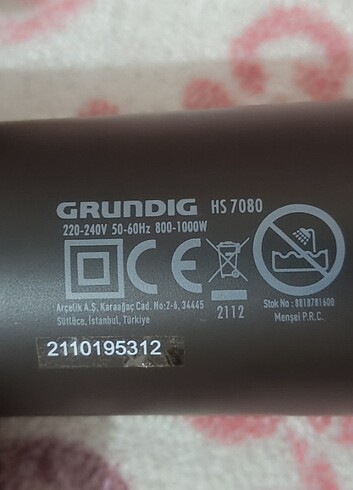 GRUNDIG HS 7080
220-240V 50-60Hz 800-1000W
CE
Arçelik A.Ş. Karaağaç Cad. No:2-6, 34445
Sütlüce, İstanbul, Türkiye
2112
Stok No : 8818781600
Menşei P.R.C.
2110195312